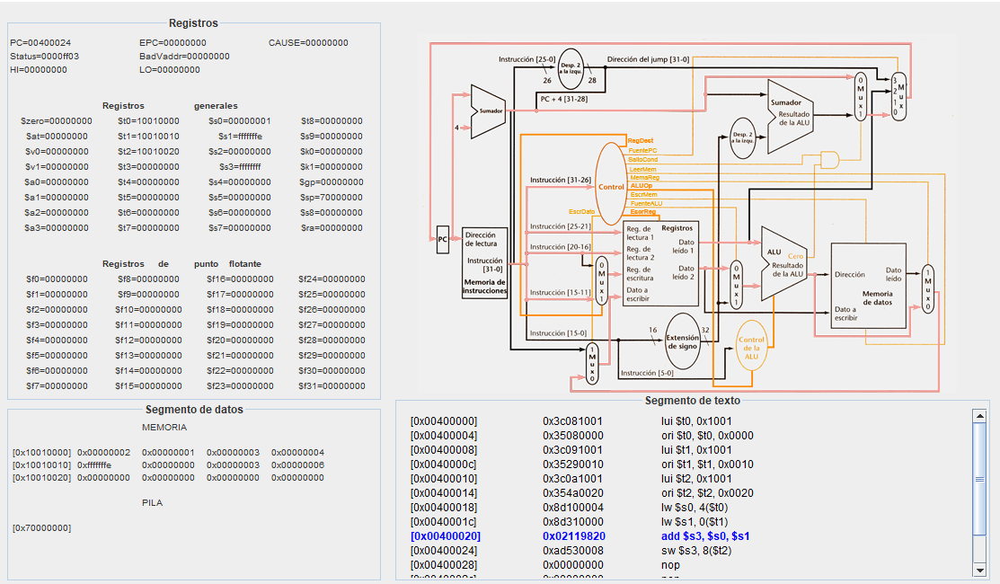 Registros
PC=00400024 EPC=00000000 CAUSE=00000000
Status=0000ff03 BadVaddr=00000000
HI=00000000 LO=00000000
Registros generales
$zero=00000000 $t0=10010000 $s0=00000001 $t8=00000000
$at=00000000 $t1=10010010 $s1=fffffffe $s9=00000000
$v0=00000000 $t2=10010020 $s2=00000000 $k0=00000000
$v1=00000000 $t3=00000000 $s3=ffffffff $k1=00000000
$a0=00000000 $t4=00000000 $s4=00000000 $gp=00000000
$a1=00000000 $t5=00000000 $s5=00000000 $sp=70000000
$a2=00000000 $t6=00000000 $s6=00000000 $s8=00000000
$a3=00000000 $t7=00000000 $s7=00000000 $ra=00000000
Registros de punto flotante
$f0=00000000 $f8=00000000 $f16=00000000 $f24=00000000
$f1=00000000 $f9=00000000 $f17=00000000 $f25=00000000
$f2=00000000 $f10=00000000 $f18=00000000 $f26=00000000
$f3=00000000 $f11=00000000 $f19=00000000 $f27=00000000
$f4=00000000 $f12=00000000 $f20=00000000 $f28=00000000
$f5=00000000 $f13=00000000 $f21=00000000 $f29=00000000
$f6=00000000 $f14=00000000 $f22=00000000 $f30=00000000
$f7=00000000 $f15=00000000 $f23=00000000 $f31=00000000
Segmento de datos
MEMORIA
[0x10010000] 0x00000002 0x00000001 0x00000003 0x00000004
[0x10010010] 0xfffffffe 0x00000000 0x00000003 0x00000006
[0x10010020] 0x00000000 0x00000000 0x00000000 0x00000000
PILA
[0x70000000]
Instrucción [25-0]
26
Desp. 2
a la izqu.
28
Dirección del jump [31-0]
PC + 4 [31-28]
Sumador
4
Sumador
Resultado
de la ALU
Desp. 2
a la izqu.
0
M
u
x
1
3
2
1
0
M
u
x
RegDest
FuentePC
SaltoCond
LeerMem
MemaReg
ALUOp
EscrMem
FuenteALU
EscrReg
EscrDato
Control
Instrucción [31-26]
Instrucción [25-21]
Instrucción [20-16]
Instrucción [15-11]
Instrucción [15-0]
Instrucción [5-0]
PC
Dirección
de lectura
Instrucción
[31-0]
Memoria de
instrucciones
0
M
u
x
1
Reg. de
lectura 1
Reg. de
lectura 2
Reg. de
escritura
Dato a
escribir
Registros
Dato
leído 1
Dato
leído 2
0
M
u
x
1
ALU
Cero
Resultado
de la ALU
Dirección
Dato
leído
Memoria
de datos
Dato a
escribir
1
M
u
x
0
16
Extensión
de signo
32
Control
de la
ALU
1
M
u
x
0
Segmento de texto
[0x00400000] 0x3c081001 lui $t0, 0x1001
[0x00400004] 0x35080000 ori $t0, $t0, 0x0000
[0x00400008] 0x3c091001 lui $t1, 0x1001
[0x0040000c] 0x35290010 ori $t1, $t1, 0x0010
[0x00400010] 0x3c0a1001 lui $t2, 0x1001
[0x00400014] 0x354a0020 ori $t2, $t2, 0x0020
[0x00400018] 0x8d100004 lw $s0, 4($t0)
[0x0040001c] 0x8d310000 lw $s1, 0($t1)
[0x00400020] 0x02119820 add $s3, $s0, $s1
[0x00400024] 0xad530008 sw $s3, 8($t2)
[0x00400028] 0x00000000 nop